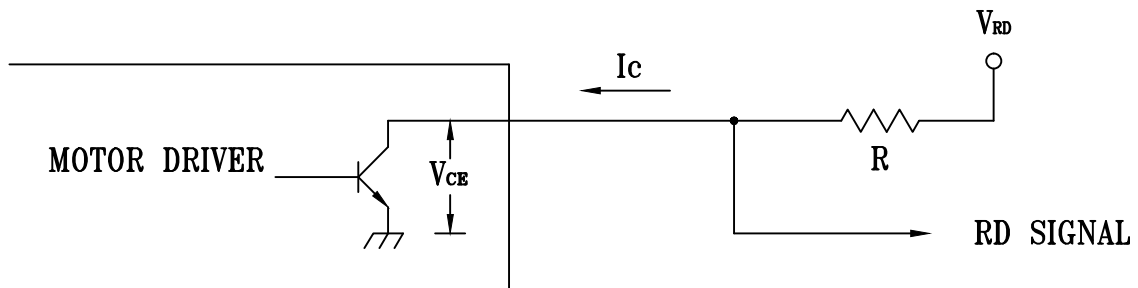 VRD
Ic
MOTOR DRIVER
VCE
R
RD SIGNAL